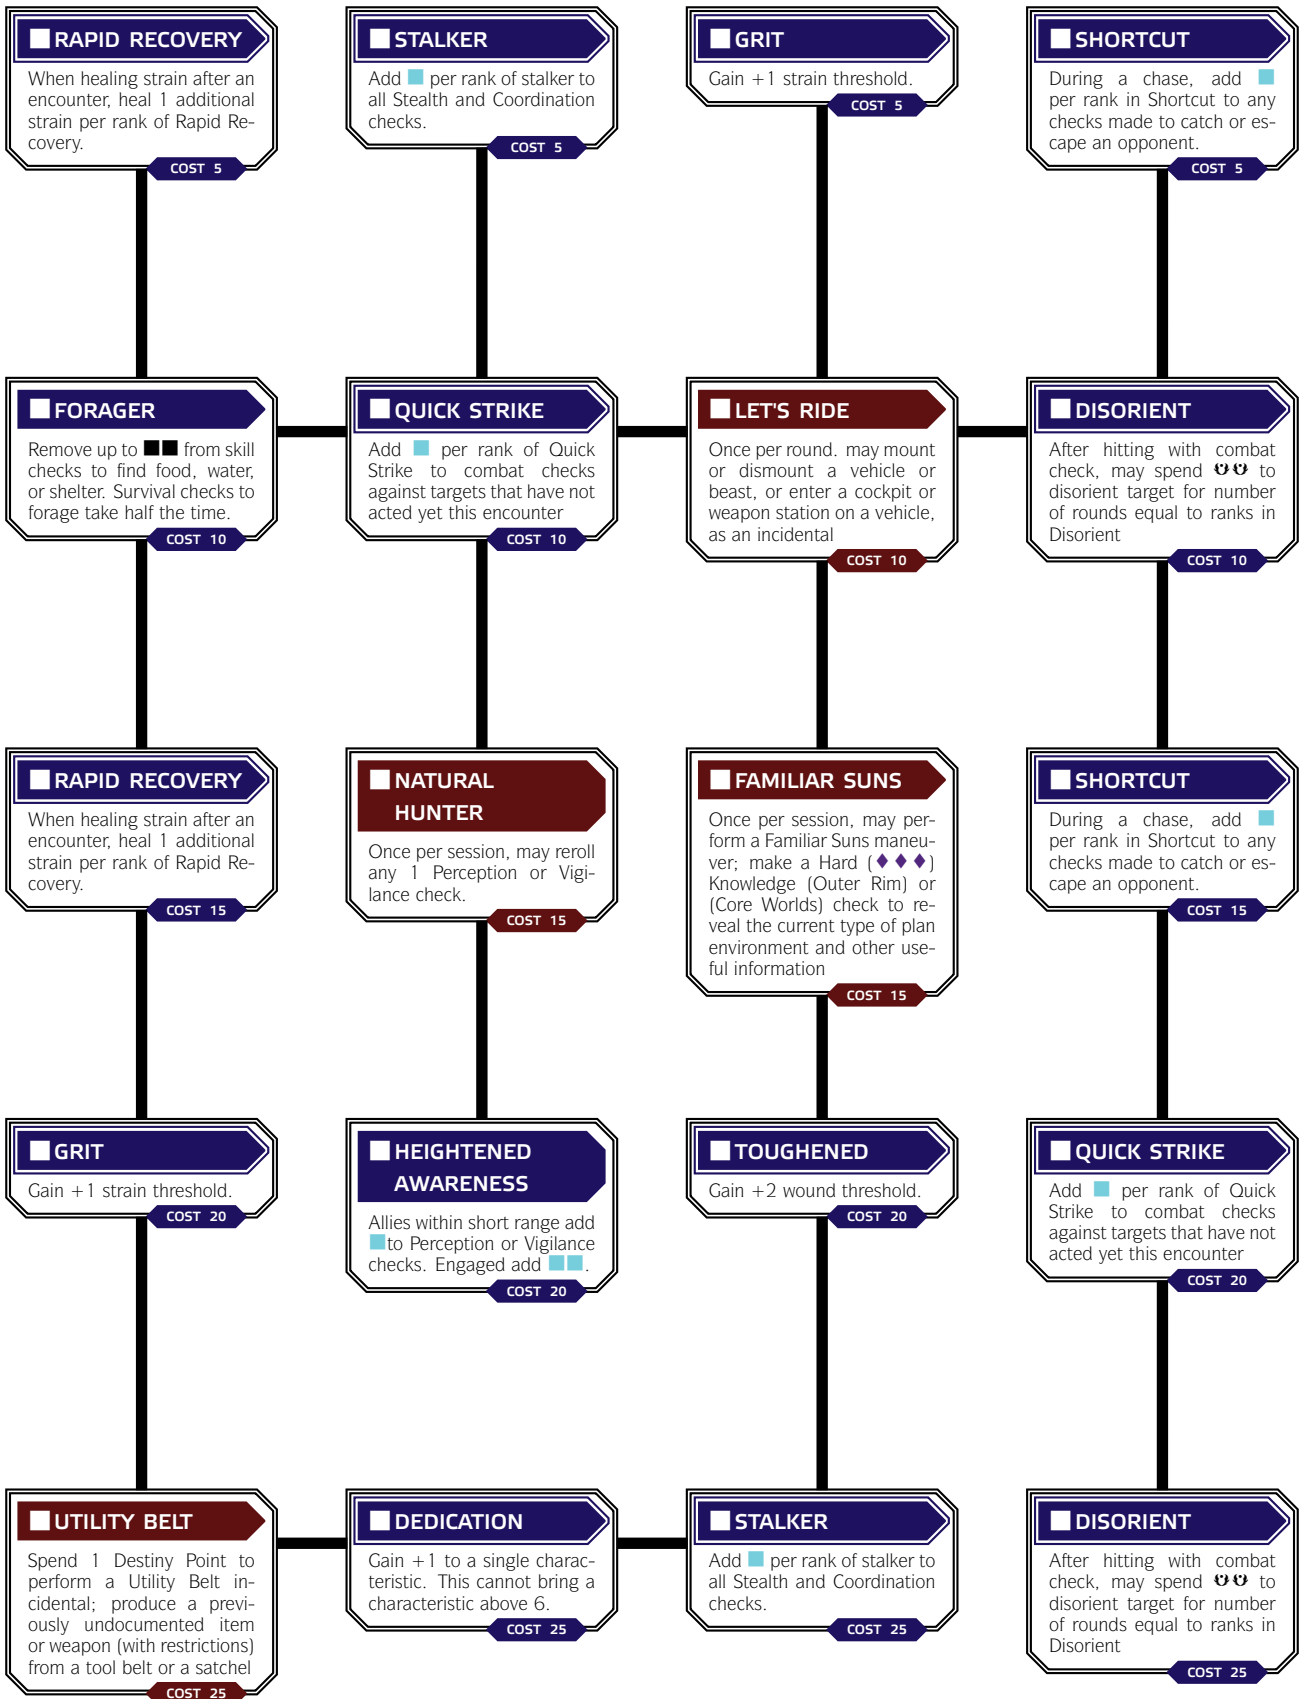 RAPID RECOVERY
When healing strain after an
encounter, heal 1 additional
strain per rank of Rapid Re-
covery.
COST 5
STALKER
Add per rank of stalker to
all Stealth and Coordination
checks.
COST 5
GRIT
Gain +1 strain threshold.
COST 5
SHORTCUT
During a chase, add
per rank in Shortcut to any
checks made to catch or es-
cape an opponent.
COST 5
FORAGER
Remove up to from skill
checks to find food, water,
or shelter. Survival checks to
forage take half the time.
COST 10
QUICK STRIKE
Add per rank of Quick
Strike to combat checks
against targets that have not
acted yet this encounter
COST 10
LET'S RIDE
Once per round. may mount
or dismount a vehicle or
beast, or enter a cockpit or
weapon station on a vehicle,
as an incidental
COST 10
DISORIENT
After hitting with combat
check, may spend to
disorient target for number
of rounds equal to ranks in
Disorient
COST 10
RAPID RECOVERY
When healing strain after an
encounter, heal 1 additional
strain per rank of Rapid Re-
covery.
COST 15
NATURAL
HUNTER
Once per session, may reroll
any 1 Perception or Vigi-
lance check.
COST 15
FAMILIAR SUNS
Once per session, may per-
form a Familiar Suns maneu-
ver; make a Hard (♦ ♦ ♦)
Knowledge (Outer Rim) or
(Core Worlds) check to re-
veal the current type of plan
environment and other use-
ful information
COST 15
SHORTCUT
During a chase, add
per rank in Shortcut to any
checks made to catch or es-
cape an opponent.
COST 15
GRIT
Gain +1 strain threshold.
COST 20
HEIGHTENED
AWARENESS
Allies within short range add
to Perception or Vigilance
checks. Engaged add .
COST 20
TOUGHENED
Gain +2 wound threshold.
COST 20
QUICK STRIKE
Add per rank of Quick
Strike to combat checks
against targets that have not
acted yet this encounter
COST 20
UTILITY BELT
Spend 1 Destiny Point to
perform a Utility Belt in-
cidental; produce a previ-
ously undocumented item
or weapon (with restrictions)
from a tool belt or a satchel
COST 25
DEDICATION
Gain +1 to a single charac-
teristic. This cannot bring a
characteristic above 6.
COST 25
STALKER
Add per rank of stalker to
all Stealth and Coordination
checks.
COST 25
DISORIENT
After hitting with combat
check, may spend to
disorient target for number
of rounds equal to ranks in
Disorient
COST 25